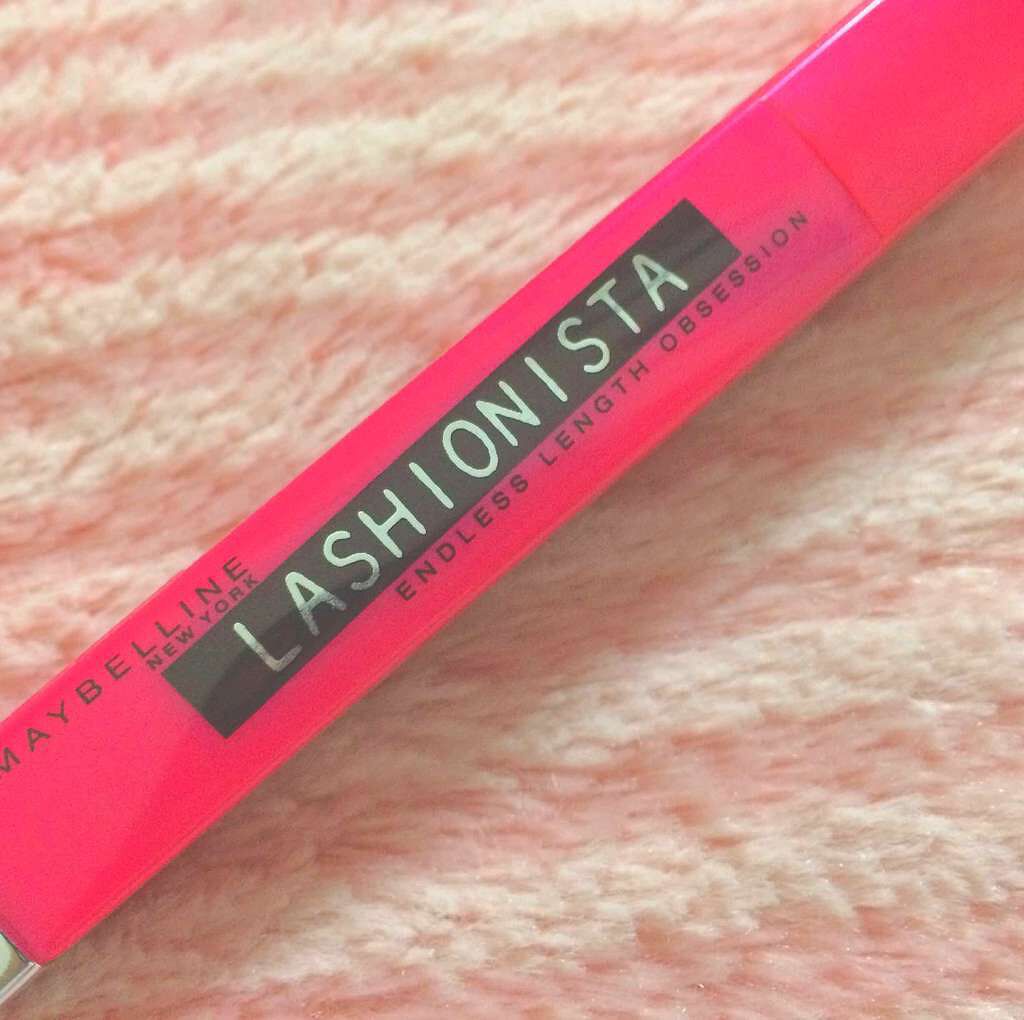 MAYBELLINE
NEW YORK
LASHIONISTA
ENDLESS LENGTH OBSESSION